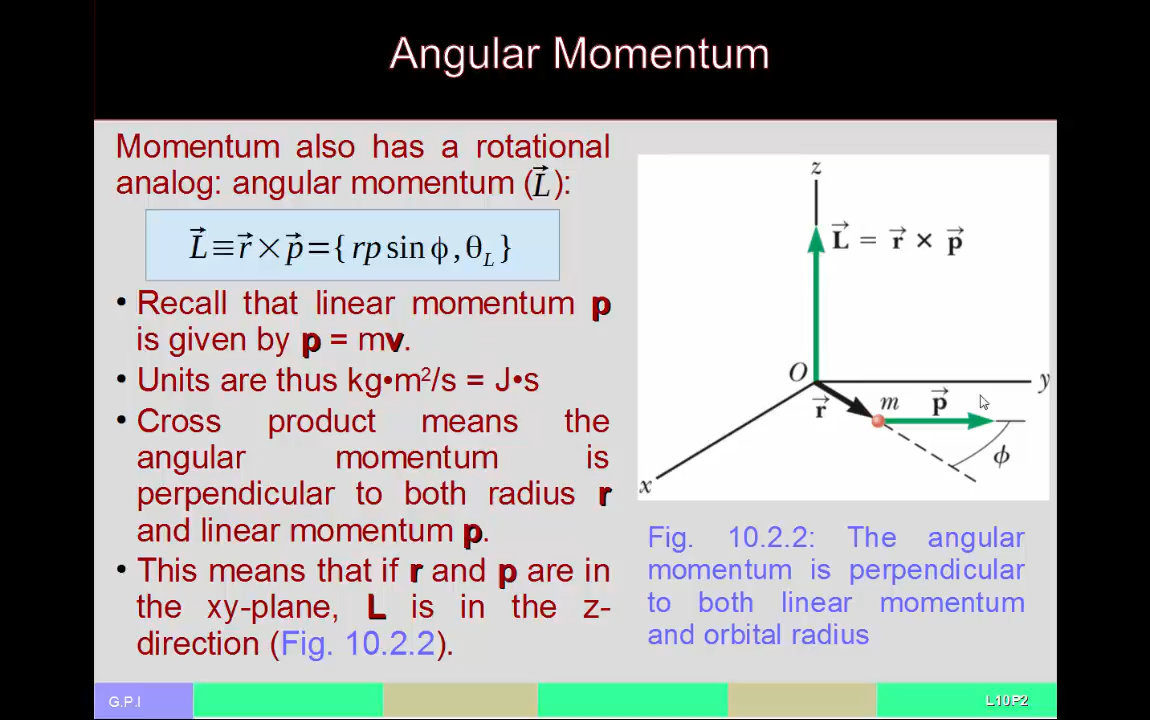 Angular Momentum
Momentum also has a rotational
analog: angular momentum (L⃗):
L⃗≡r⃗×p⃗={rp sin ϕ,θ_L}
• Recall that linear momentum p
is given by p = mv.
• Units are thus kg•m²/s = J•s
• Cross product means the
angular momentum is
perpendicular to both radius r
and linear momentum p.
• This means that if r and p are in
the xy-plane, L is in the z-
direction (Fig. 10.2.2).
z
L⃗ = r⃗ × p⃗
O
y
r⃗
m
p⃗
ϕ
x
Fig. 10.2.2: The angular
momentum is perpendicular
to both linear momentum
and orbital radius
G.P.I
L10P2